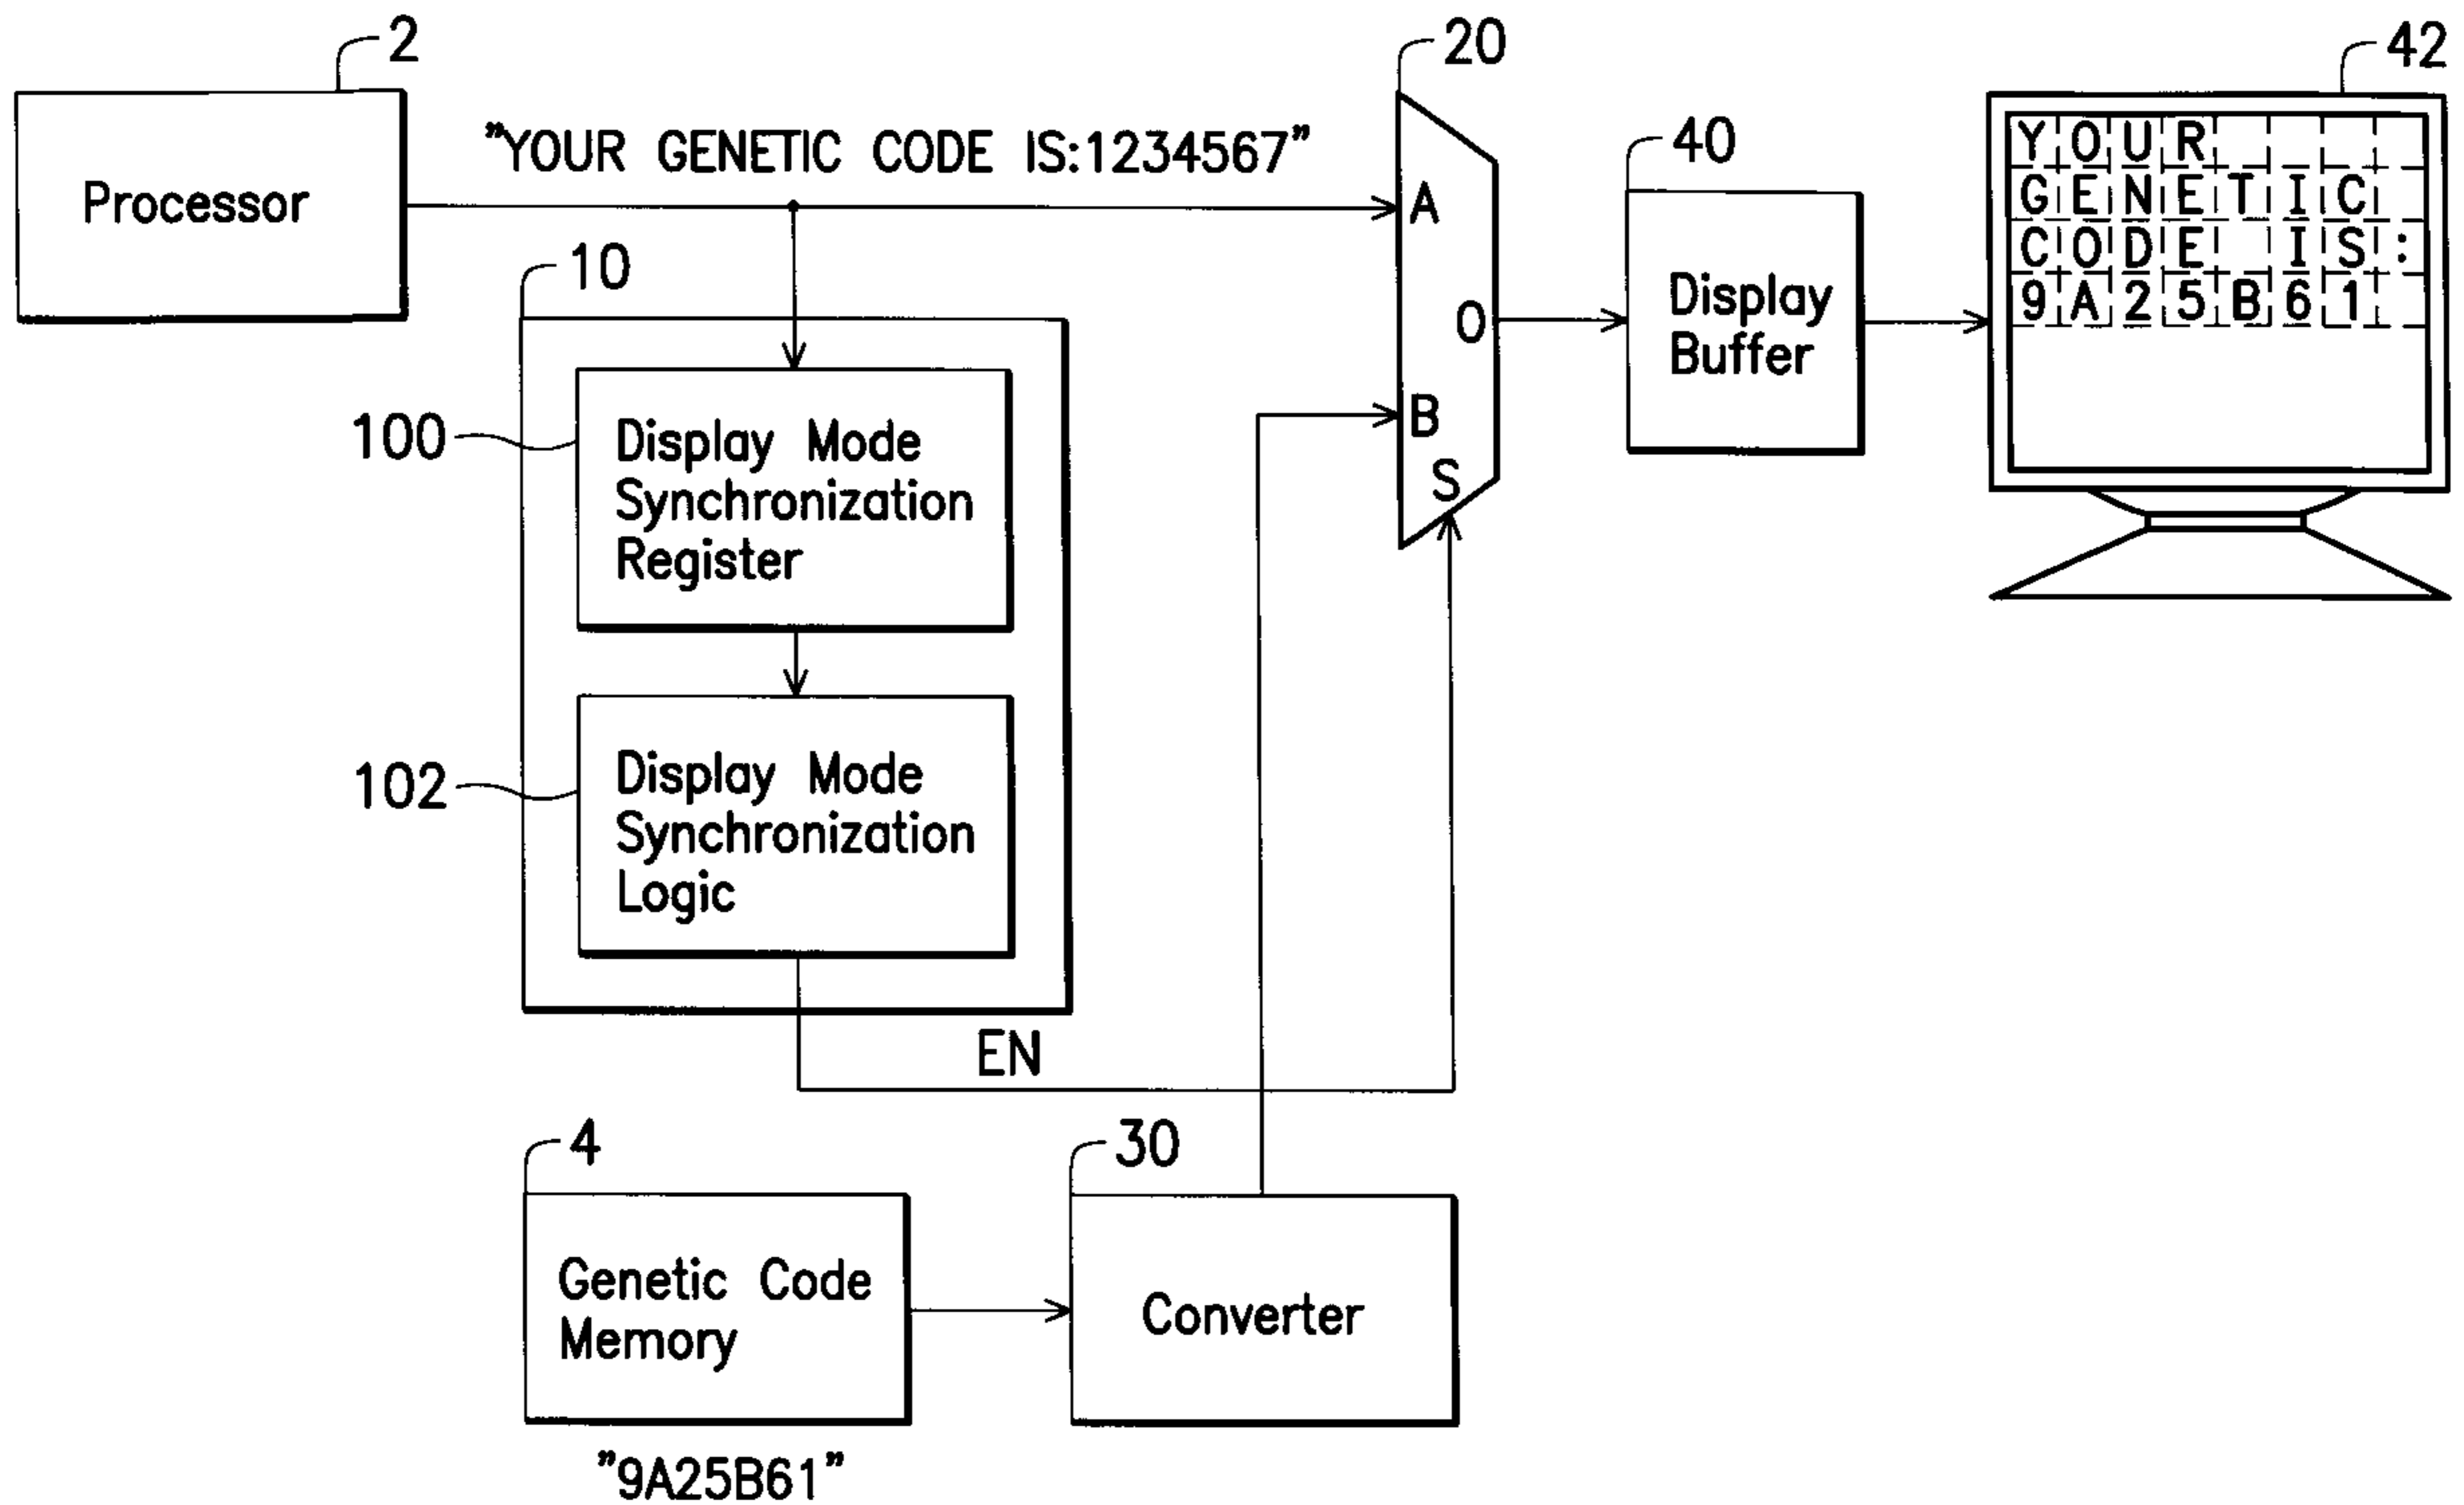 2
20
42
Processor
"YOUR GENETIC CODE IS:1234567"
40
YOUR
GENETIC
CODE IS:
9A25B61
A
10
Display
Buffer
O
B
S
100
Display Mode
Synchronization
Register
102
Display Mode
Synchronization
Logic
EN
4
30
Genetic Code
Memory
Converter
"9A25B61"